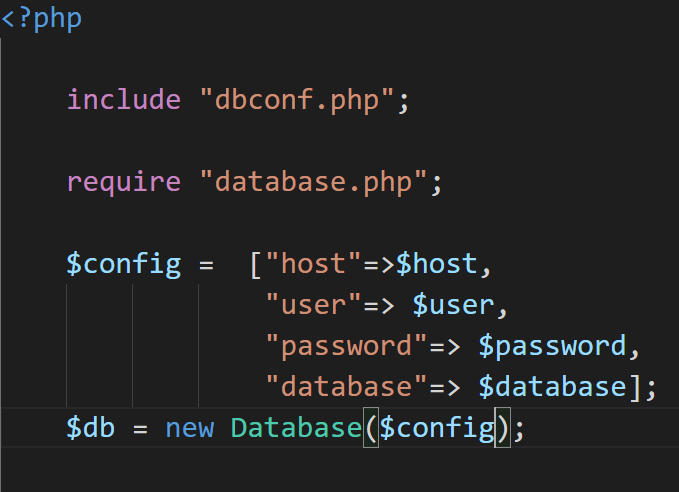 <?php
include "dbconf.php";
require "database.php";
$config =  ["host"=>$host,
"user"=> $user,
"password"=> $password,
"database"=> $database];
$db = new Database($config);